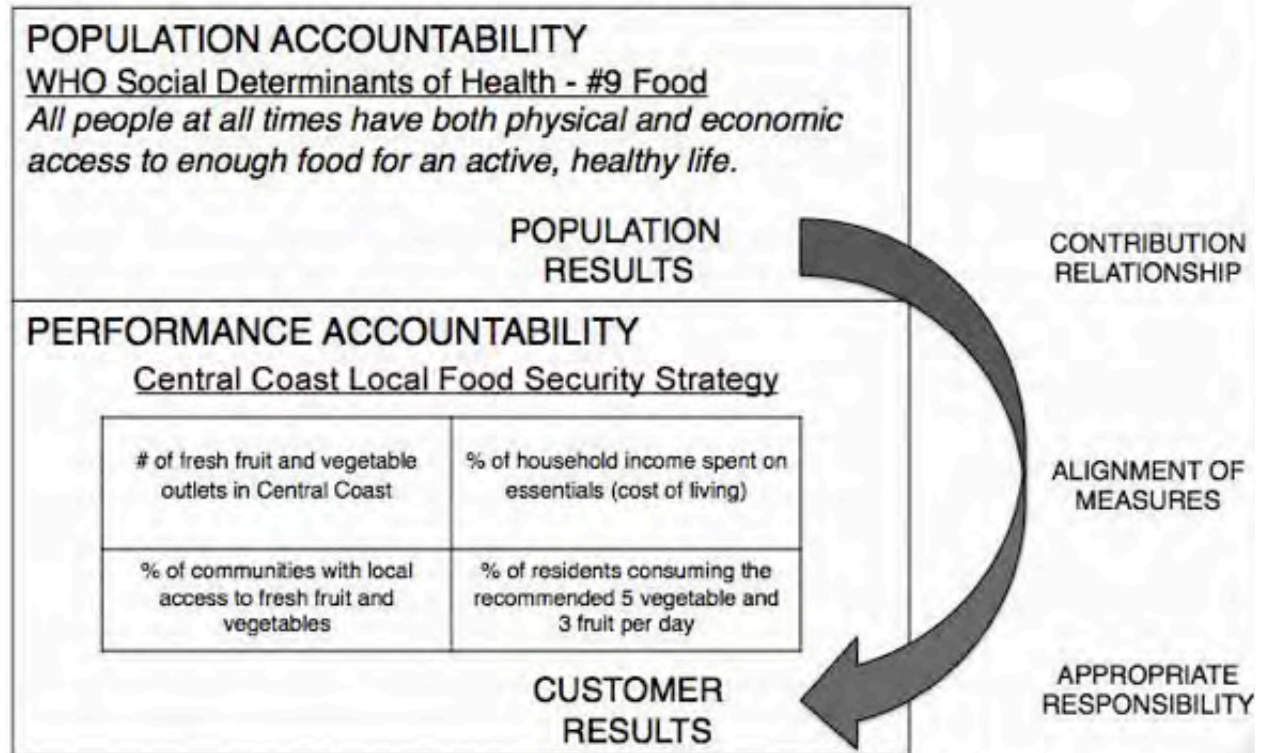 POPULATION ACCOUNTABILITY
WHO Social Determinants of Health - #9 Food
All people at all times have both physical and economic
access to enough food for an active, healthy life.
POPULATION
RESULTS
CONTRIBUTION
RELATIONSHIP
PERFORMANCE ACCOUNTABILITY
Central Coast Local Food Security Strategy
# of fresh fruit and vegetable
outlets in Central Coast
% of household income spent on
essentials (cost of living)
% of communities with local
access to fresh fruit and
vegetables
% of residents consuming the
recommended 5 vegetable and
3 fruit per day
ALIGNMENT OF
MEASURES
CUSTOMER
RESULTS
APPROPRIATE
RESPONSIBILITY